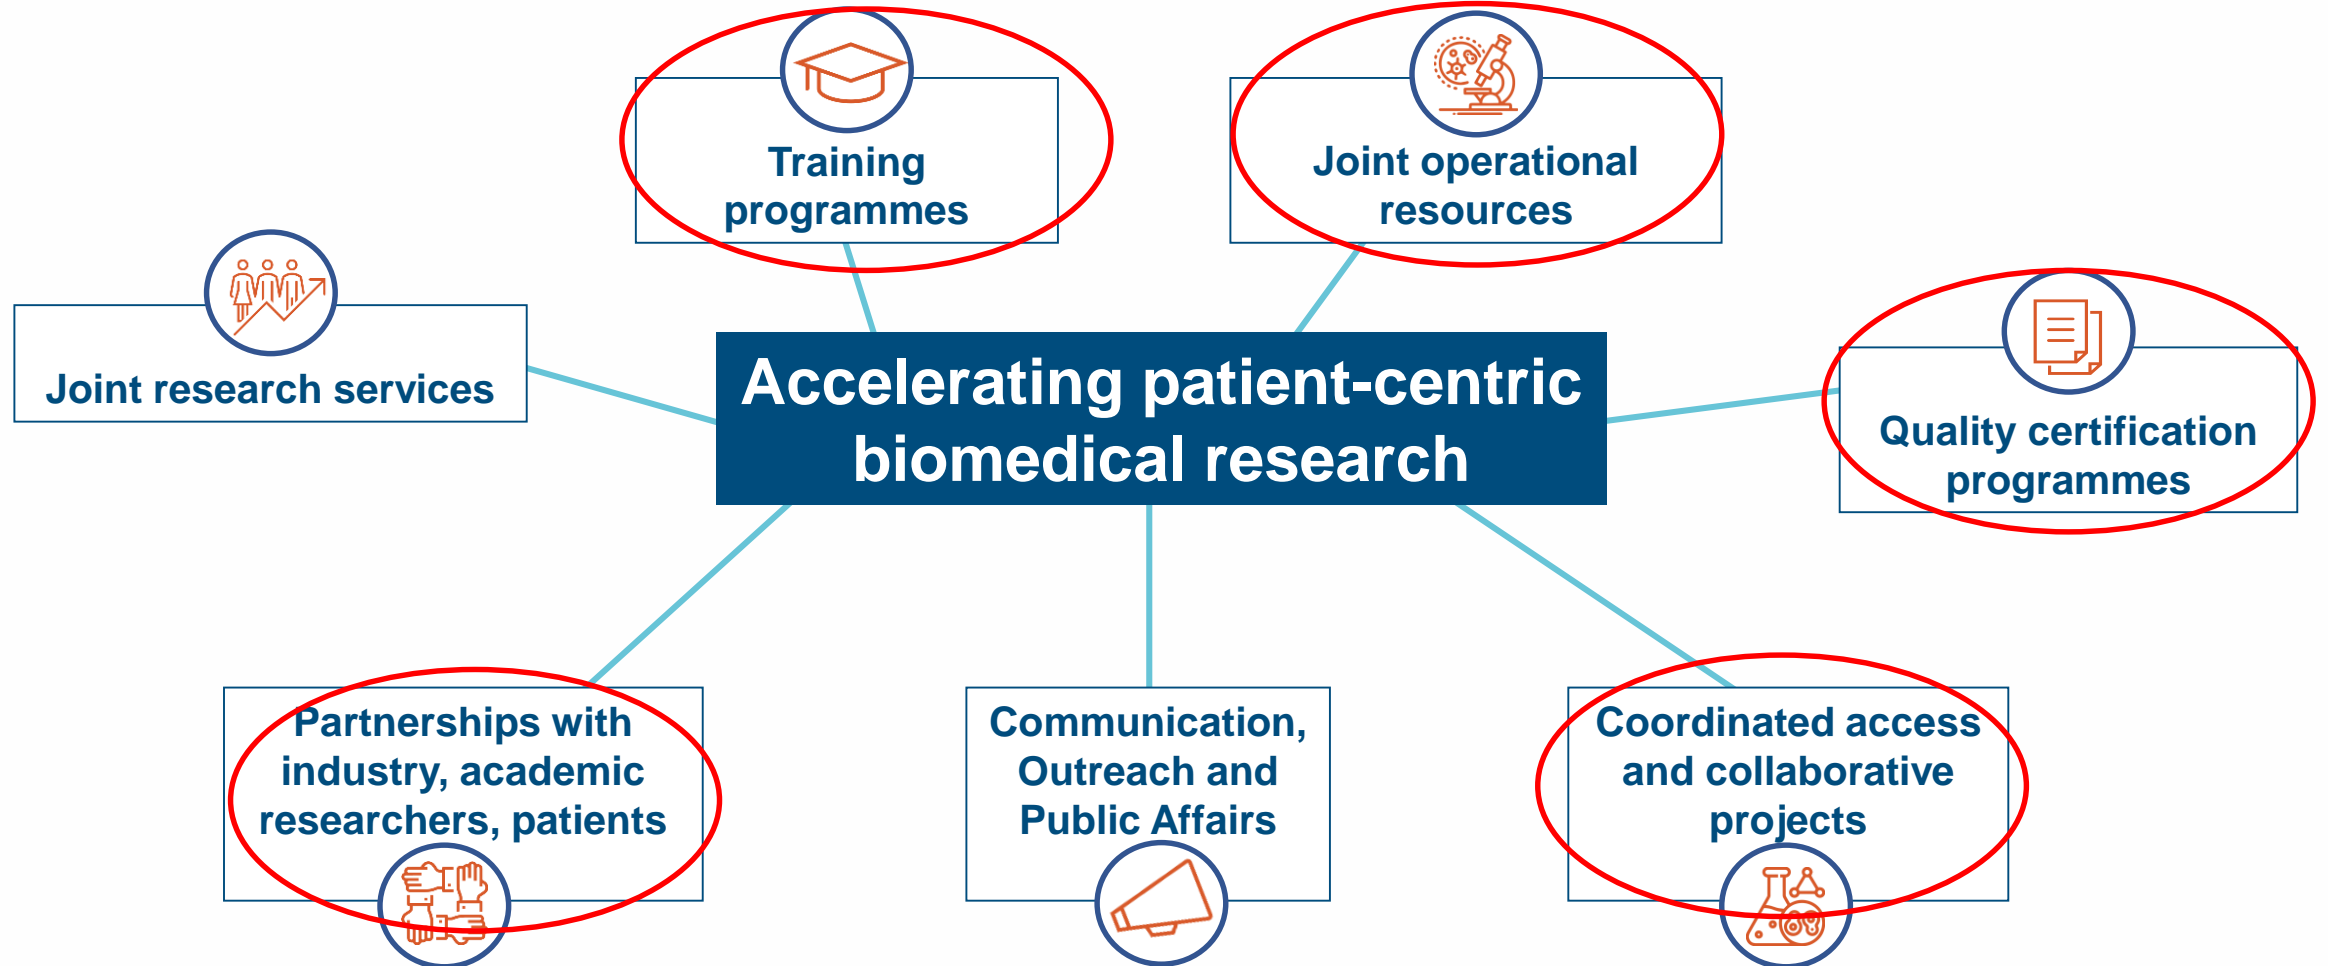 Training
programmes
Joint operational
resources
Joint research services
Accelerating patient-centric
biomedical research
Quality certification
programmes
Partnerships with
industry, academic
researchers, patients
Communication,
Outreach and
Public Affairs
Coordinated access
and collaborative
projects